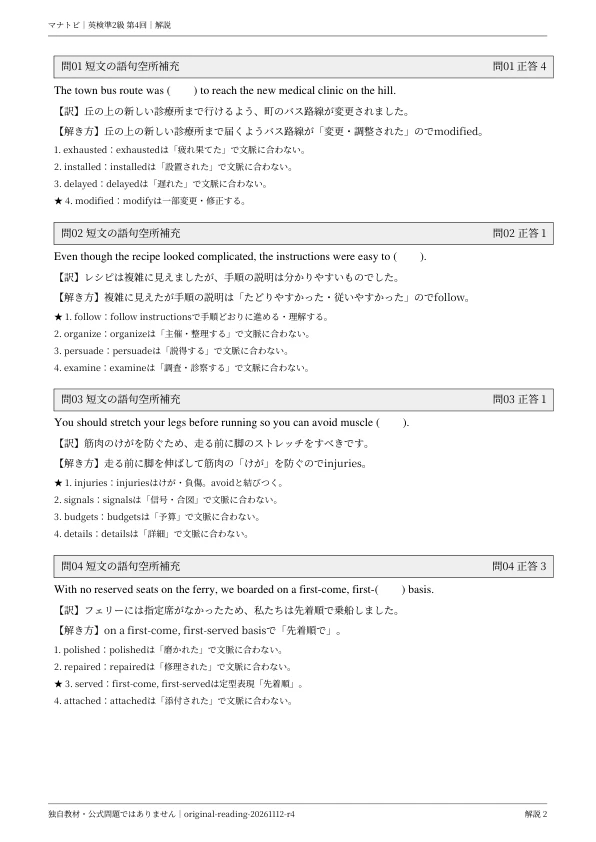 マナトビ｜英検準2級 第4回｜解説
問01 短文の語句空所補充 問01 正答 4
The town bus route was (　　) to reach the new medical clinic on the hill.
【訳】丘の上の新しい診療所まで行けるよう、町のバス路線が変更されました。
【解き方】丘の上の新しい診療所まで届くようバス路線が「変更・調整された」のでmodified。
1. exhausted：exhaustedは「疲れ果てた」で文脈に合わない。
2. installed：installedは「設置された」で文脈に合わない。
3. delayed：delayedは「遅れた」で文脈に合わない。
★ 4. modified：modifyは一部変更・修正する。
問02 短文の語句空所補充 問02 正答 1
Even though the recipe looked complicated, the instructions were easy to (　　).
【訳】レシピは複雑に見えましたが、手順の説明は分かりやすいものでした。
【解き方】複雑に見えたが手順の説明は「たどりやすかった・従いやすかった」のでfollow。
★ 1. follow：follow instructionsで手順どおりに進める・理解する。
2. organize：organizeは「主催・整理する」で文脈に合わない。
3. persuade：persuadeは「説得する」で文脈に合わない。
4. examine：examineは「調査・診察する」で文脈に合わない。
問03 短文の語句空所補充 問03 正答 1
You should stretch your legs before running so you can avoid muscle (　　).
【訳】筋肉のけがを防ぐため、走る前に脚のストレッチをすべきです。
【解き方】走る前に脚を伸ばして筋肉の「けが」を防ぐのでinjuries。
★ 1. injuries：injuriesはけが・負傷。avoidと結びつく。
2. signals：signalsは「信号・合図」で文脈に合わない。
3. budgets：budgetsは「予算」で文脈に合わない。
4. details：detailsは「詳細」で文脈に合わない。
問04 短文の語句空所補充 問04 正答 3
With no reserved seats on the ferry, we boarded on a first-come, first-(　　) basis.
【訳】フェリーには指定席がなかったため、私たちは先着順で乗船しました。
【解き方】on a first-come, first-served basisで「先着順で」。
1. polished：polishedは「磨かれた」で文脈に合わない。
2. repaired：repairedは「修理された」で文脈に合わない。
★ 3. served：first-come, first-servedは定型表現「先着順」。
4. attached：attachedは「添付された」で文脈に合わない。
独自教材・公式問題ではありません｜original-reading-20261112-r4 解説 2